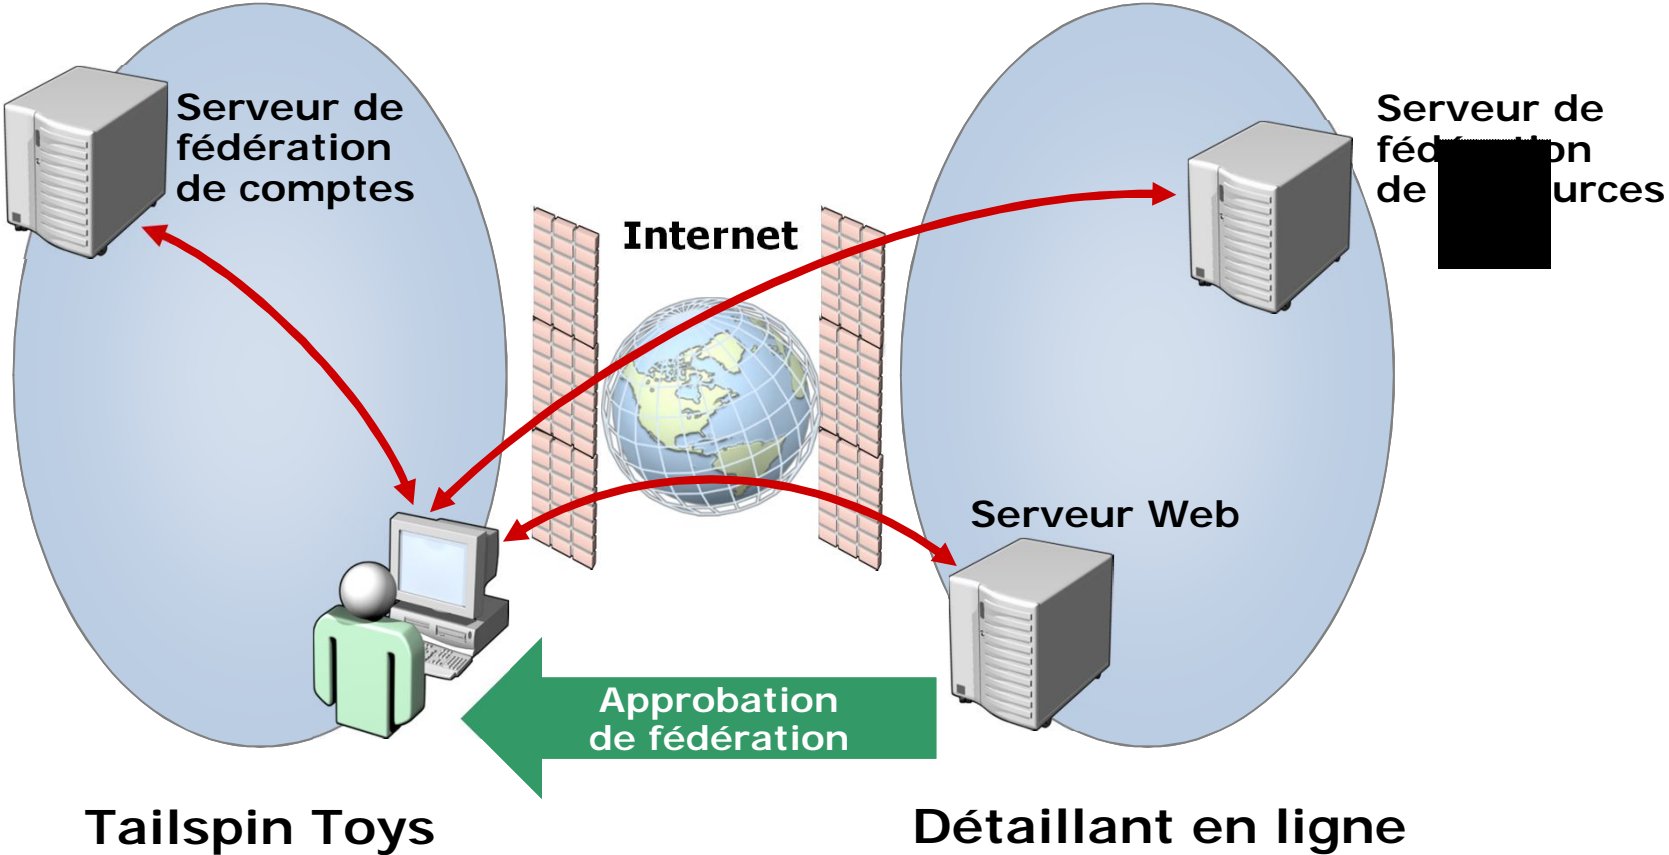 Serveur de
fédération
de comptes
Internet
Serveur de
de
Serveur Web
Approbation
de fédération
Tailspin Toys
Détaillant en ligne